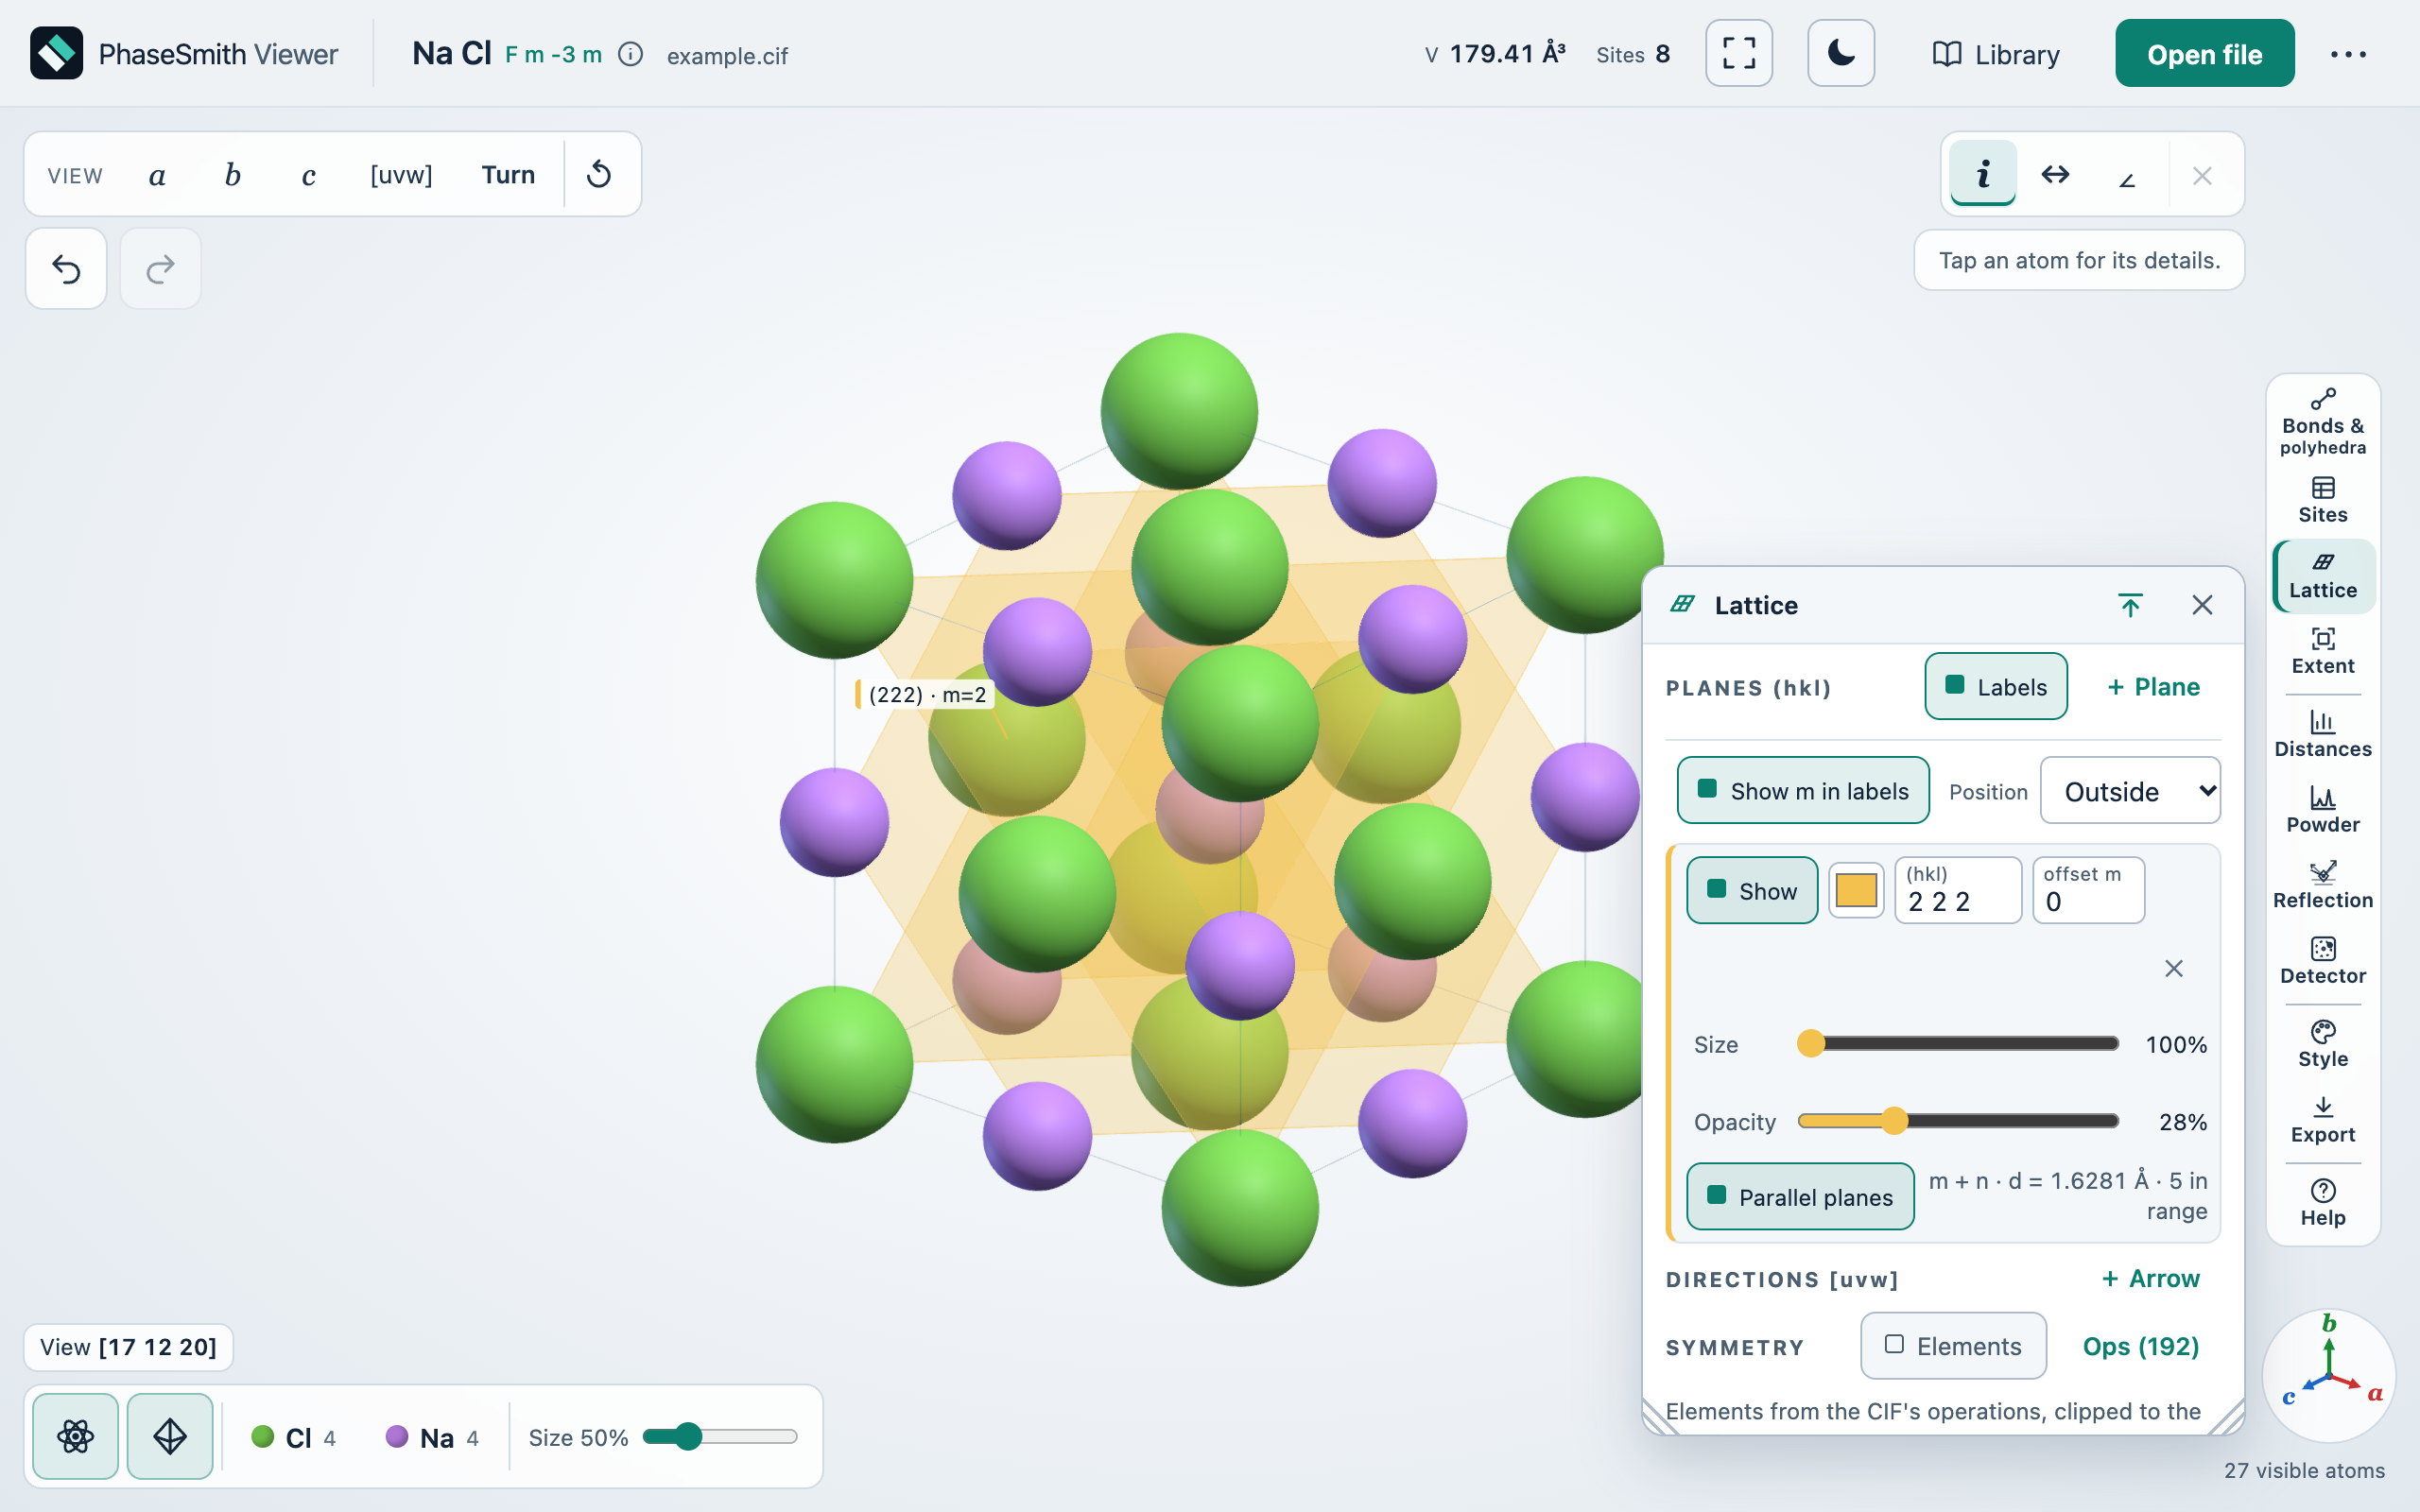 PhaseSmith Viewer
Na Cl F m -3 m example.cif
V 179.41 Å³ Sites 8
Library
Open file
VIEW a b c [uvw] Turn
Tap an atom for its details.
(222) · m=2
Bonds &
polyhedra
Sites
Lattice
Extent
Distances
Powder
Reflection
Detector
Style
Export
Help
Lattice
PLANES (hkl) Labels + Plane
Show m in labels Position Outside
Show (hkl) 2 2 2 offset m 0
Size 100%
Opacity 28%
Parallel planes m + n · d = 1.6281 Å · 5 in
range
DIRECTIONS [uvw] + Arrow
SYMMETRY Elements Ops (192)
Elements from the CIF's operations, clipped to the
View [17 12 20]
Cl 4 Na 4 Size 50%
b
c a
27 visible atoms